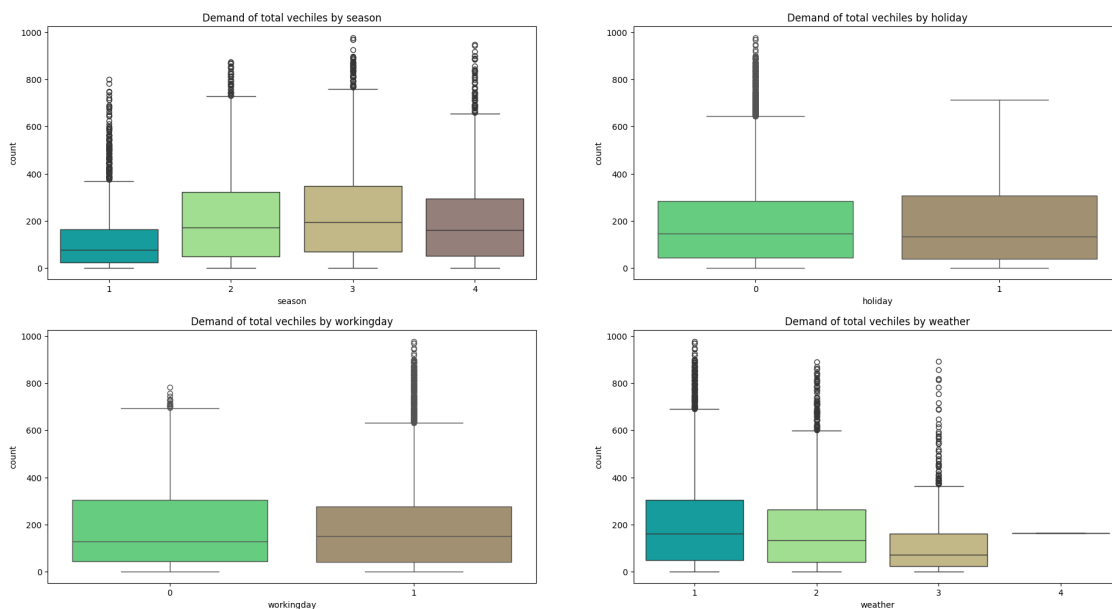 Demand of total vechiles by season
1000
800
600
400
200
0
count
1 2 3 4
season
Demand of total vechiles by holiday
1000
800
600
400
200
0
count
0 1
holiday
Demand of total vechiles by workingday
1000
800
600
400
200
0
count
0 1
workingday
Demand of total vechiles by weather
1000
800
600
400
200
0
count
1 2 3 4
weather